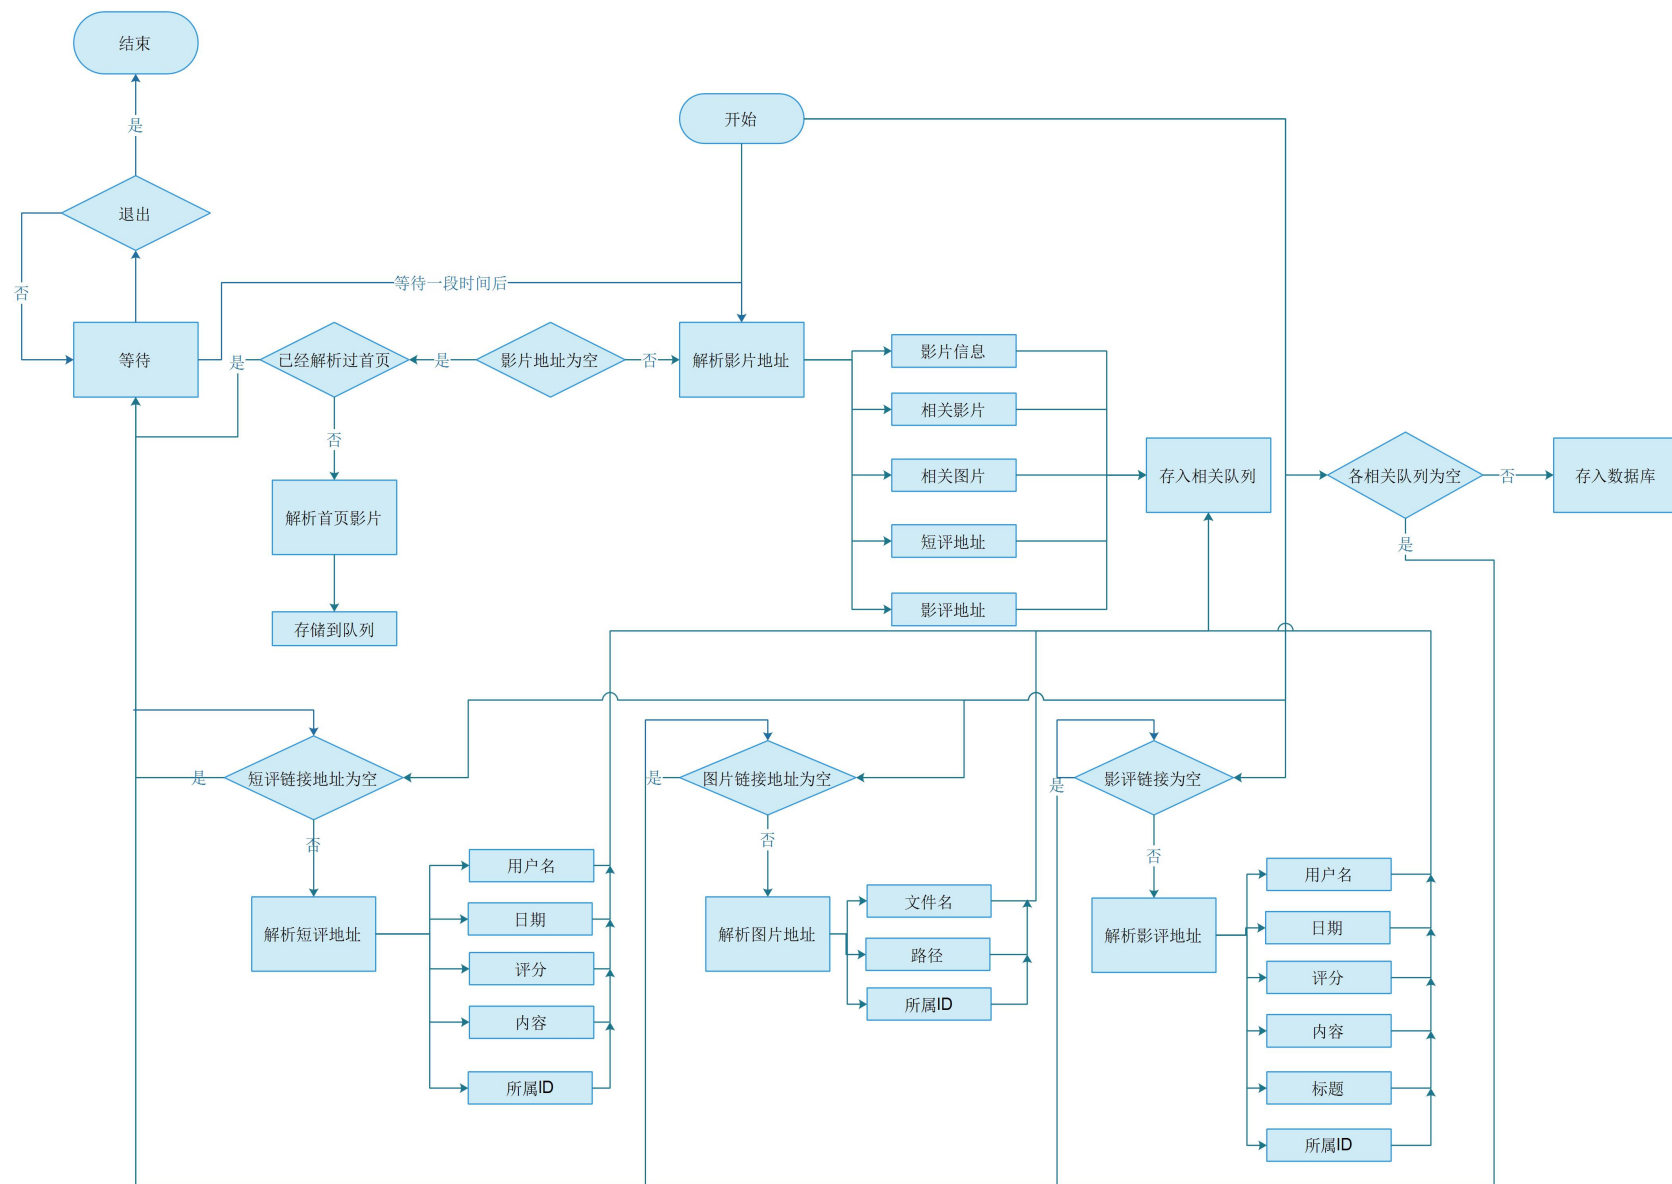 结束
开始
是
退出
否
等待一段时间后
等待
是
已经解析过首页
是
影片地址为空
否
解析影片地址
影片信息
相关影片
相关图片
短评地址
影评地址
否
解析首页影片
存储到队列
存入相关队列
各相关队列为空
否
存入数据库
是
是
短评链接地址为空
否
解析短评地址
用户名
日期
评分
内容
所属ID
是
图片链接地址为空
否
解析图片地址
文件名
路径
所属ID
是
影评链接为空
否
解析影评地址
用户名
日期
评分
内容
标题
所属ID